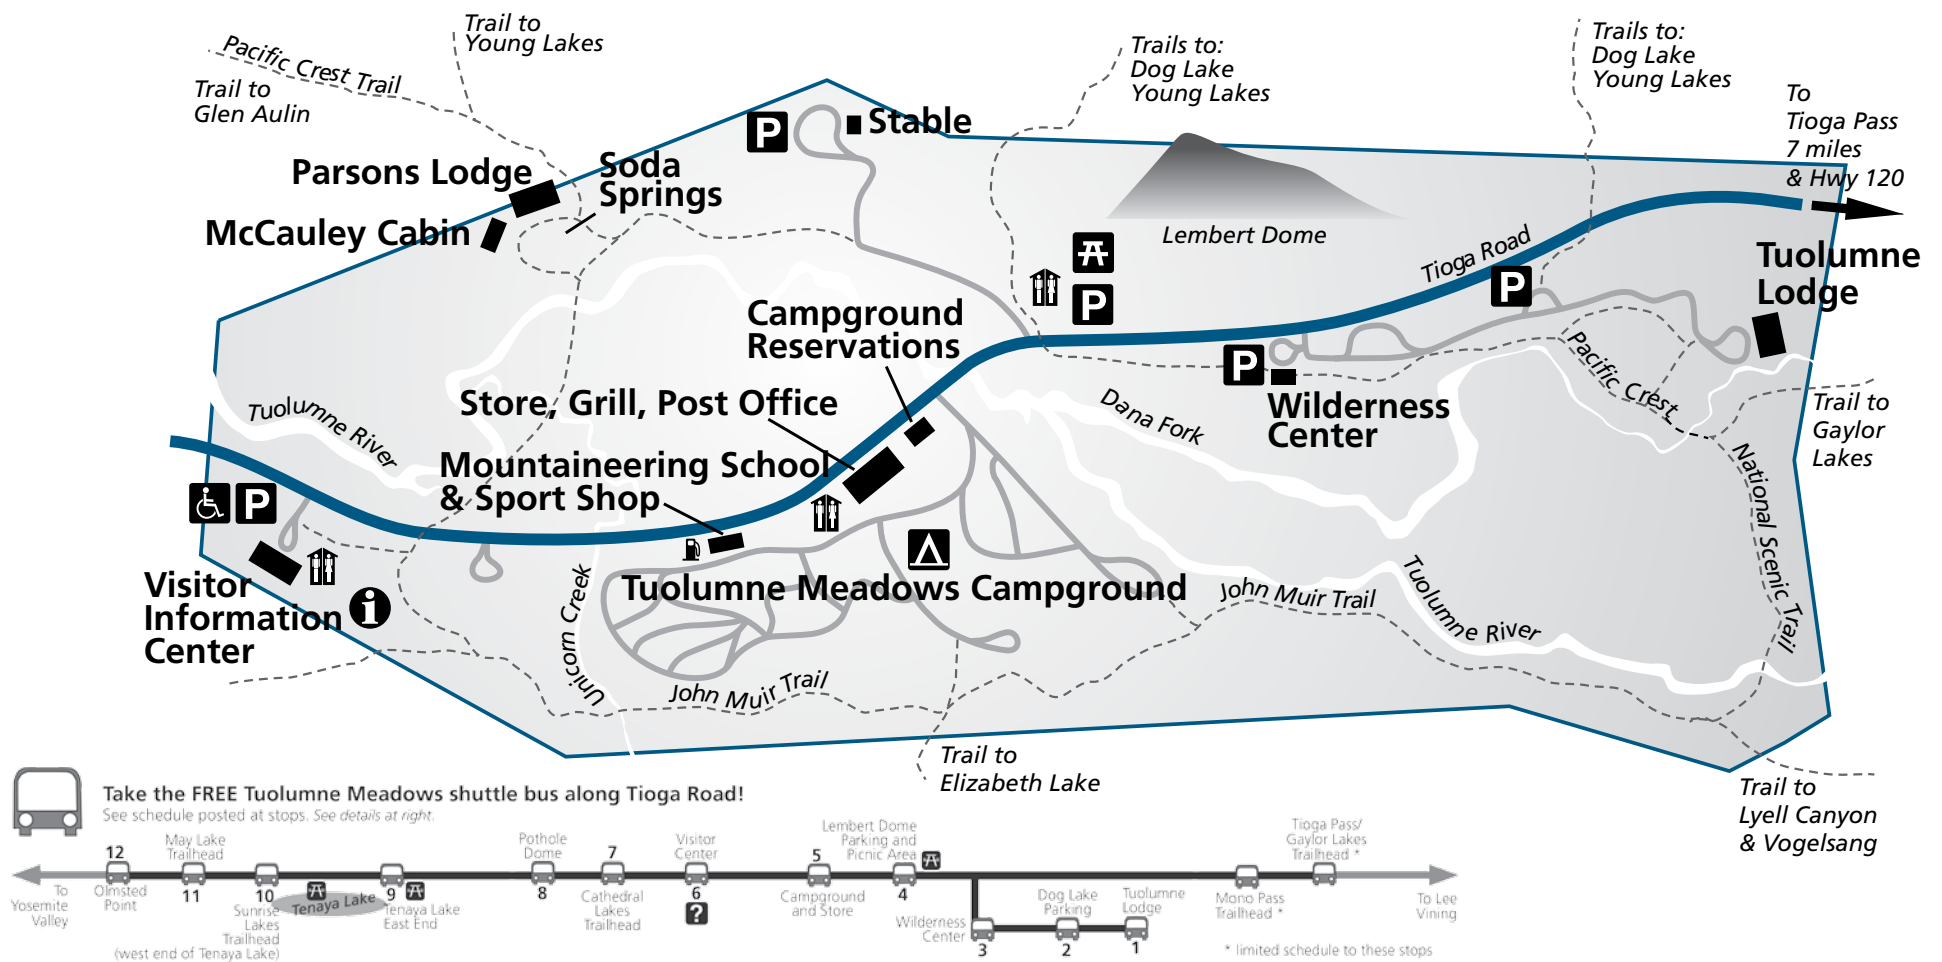 Trail to
Young Lakes
Pacific Crest Trail
Trail to
Glen Aulin
Trails to:
Dog Lake
Young Lakes
Trails to:
Dog Lake
Young Lakes
To
Tioga Pass
7 miles
& Hwy 120
P
Stable
Parsons Lodge
Soda
Springs
McCauley Cabin
Lembert Dome
Tioga Road
P
P
Tuolumne
Lodge
Campground
Reservations
Store, Grill, Post Office
P
Wilderness
Center
Dana Fork
Pacific Crest
Trail to
Gaylor
Lakes
Tuolumne River
Mountaineering School
& Sport Shop
National Scenic Trail
P
Visitor
Information
Center
i
Unicorn Creek
Tuolumne Meadows Campground
John Muir Trail
Tuolumne River
John Muir Trail
Trail to
Elizabeth Lake
Trail to
Lyell Canyon
& Vogelsang
Take the FREE Tuolumne Meadows shuttle bus along Tioga Road!
See schedule posted at stops. See details at right.
To
Yosemite
Valley
12
Olmsted
Point
May Lake
Trailhead
11
10
Sunrise
Lakes
Trailhead
(west end of Tenaya Lake)
Tenaya Lake
9
Tenaya Lake
East End
Pothole
Dome
8
7
Cathedral
Lakes
Trailhead
Visitor
Center
6
?
5
Campground
and Store
Lembert Dome
Parking and
Picnic Area
4
Wilderness
Center
3
Dog Lake
Parking
2
Tuolumne
Lodge
1
Mono Pass
Trailhead *
Tioga Pass/
Gaylor Lakes
Trailhead *
To Lee
Vining
* limited schedule to these stops